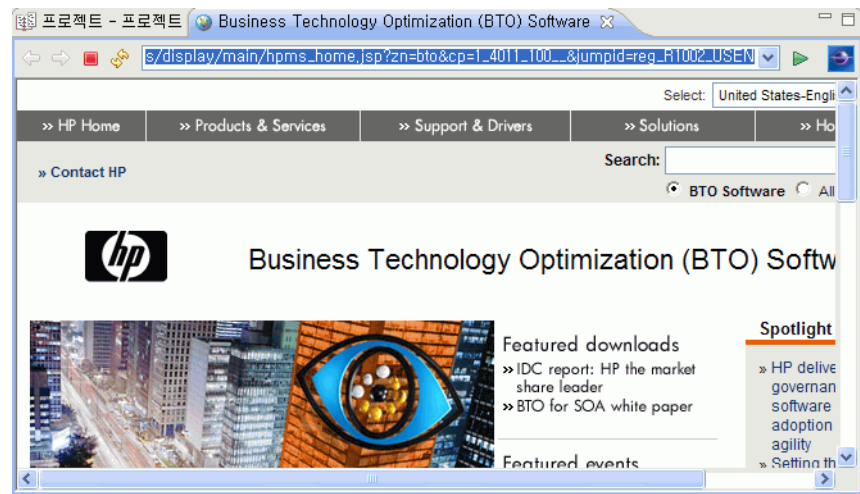 프로젝트 - 프로젝트 Business Technology Optimization (BTO) Software
s/display/main/hpms_home.jsp?zn=bto&cp=1_4011_100__&jumpid=reg_R1002_USEN
Select: United States-Engli
» HP Home » Products & Services » Support & Drivers » Solutions » Ho
» Contact HP
Search:
BTO Software All
hp
Business Technology Optimization (BTO) Softw
Featured downloads
» IDC report: HP the market
share leader
» BTO for SOA white paper
Featured events
Spotlight
» HP delive
governan
software
adoption
agility
» Setting th